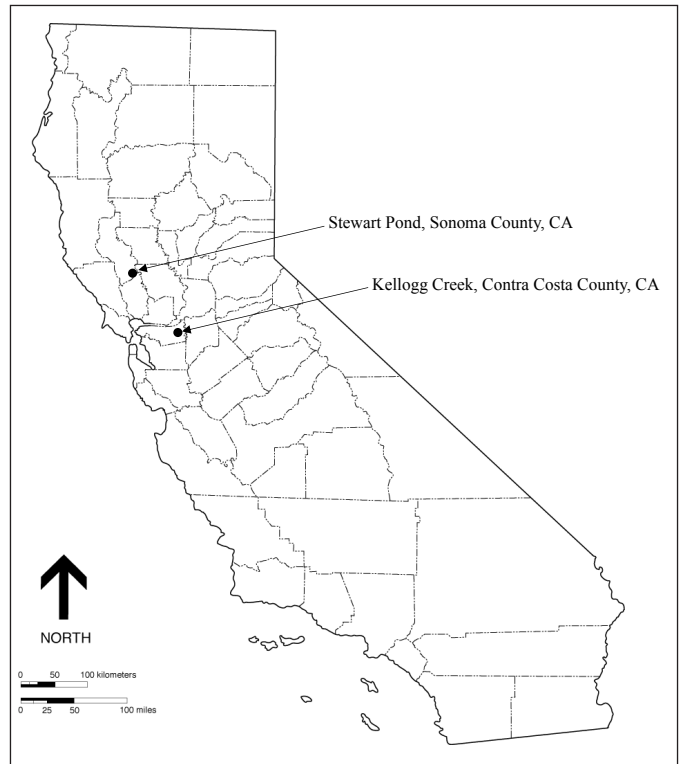 Stewart Pond, Sonoma County, CA
Kellogg Creek, Contra Costa County, CA
NORTH
0 50 100 kilometers
0 25 50 100 miles